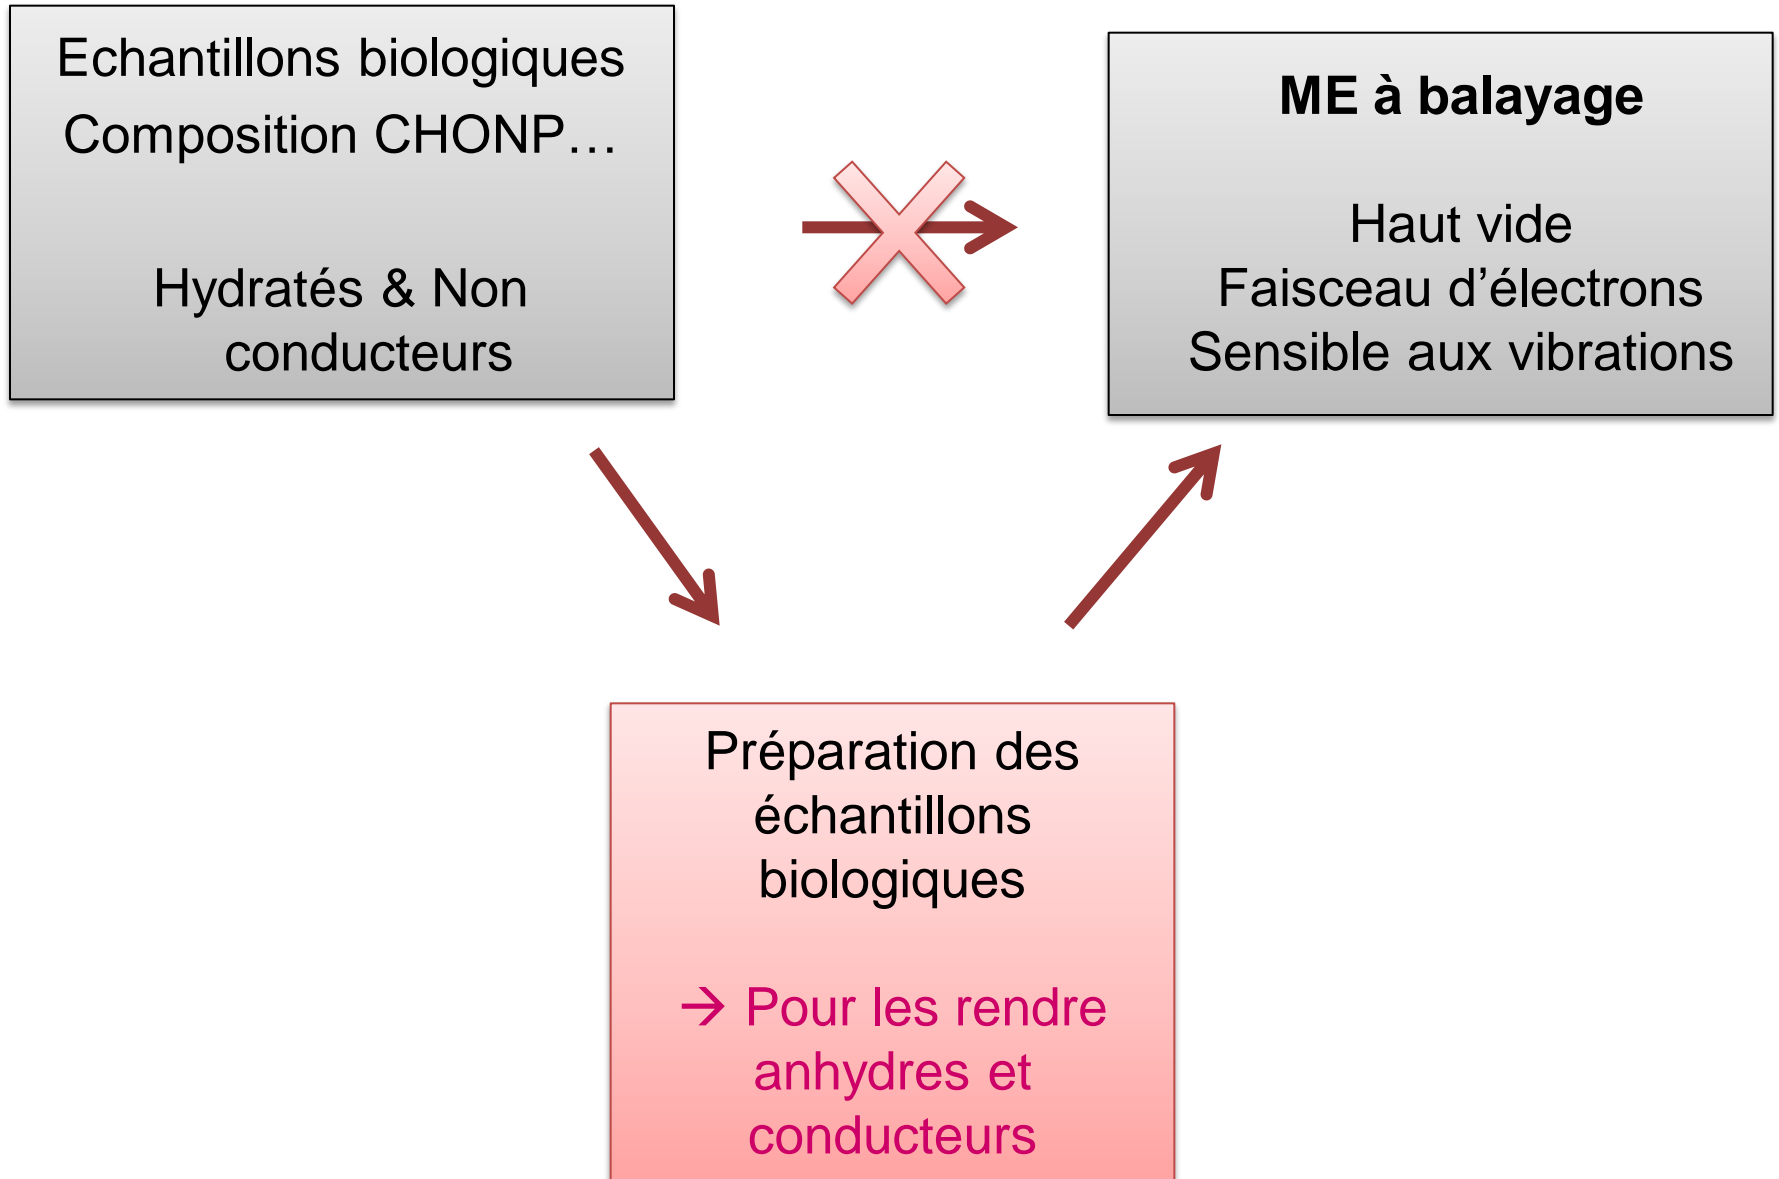 Echantillons biologiques
Composition CHONP…
Hydratés & Non
conducteurs
ME à balayage
Haut vide
Faisceau d’électrons
Sensible aux vibrations
Préparation des
échantillons
biologiques
→ Pour les rendre
anhydres et
conducteurs